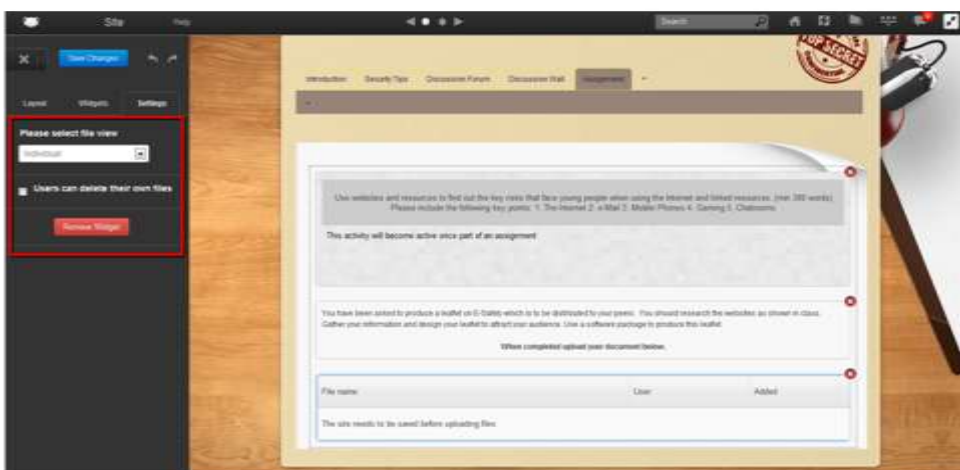 Site
Help
Search
Save Changes
Layout Widgets Settings
Please select file view
Individual
Users can delete their own files
Remove Widget
TOP SECRET
CONFIDENTIAL
Introduction Security Tips Discussion Forum Discussion Wall Assignment
Use websites and resources to find out the key risks that face young people when using the Internet and linked resources. (min 300 words)
Please include the following key points: 1. The Internet 2. e-Mail 3. Mobile Phones 4. Gaming 5. Chatrooms
This activity will become active once part of an assignment
You have been asked to produce a leaflet on E-Safety which is to be distributed to your peers. You should research the websites as shown in class.
Gather your information and design your leaflet to attract your audience. Use a software package to produce this leaflet.
When completed upload your document below.
File name User Added
The site needs to be saved before uploading files